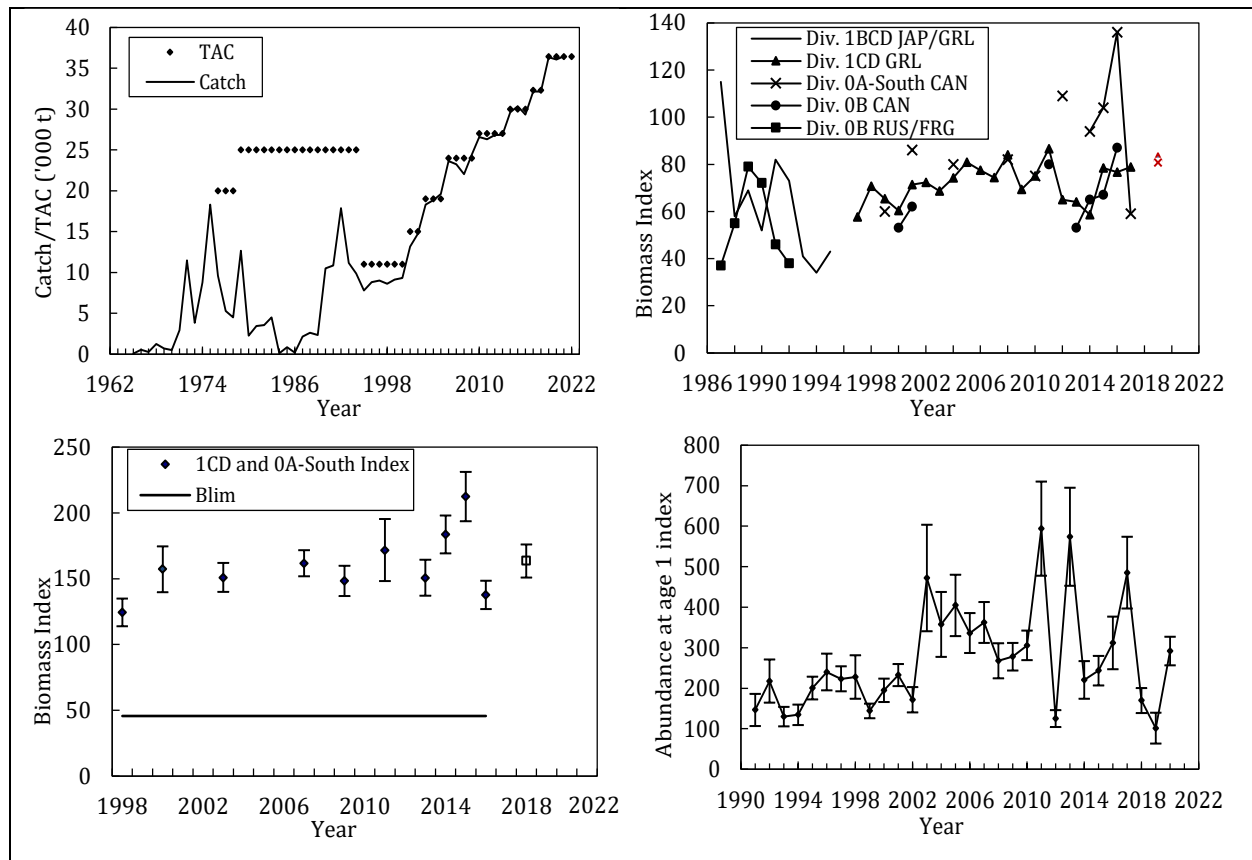 40
35
30
25
20
15
10
5
0
Catch/TAC ('000 t)
TAC
Catch
1962 1974 1986 1998 2010 2022
Year
140
120
100
80
60
40
20
0
Biomass Index
Div. 1BCD JAP/GRL
Div. 1CD GRL
Div. 0A-South CAN
Div. 0B CAN
Div. 0B RUS/FRG
1986 1990 1994 1998 2002 2006 2010 2014 2018 2022
Year
250
200
150
100
50
0
Biomass Index
1CD and 0A-South Index
Blim
1998 2002 2006 2010 2014 2018 2022
Year
800
700
600
500
400
300
200
100
0
Abundance at age 1 index
1990 1994 1998 2002 2006 2010 2014 2018 2022
Year